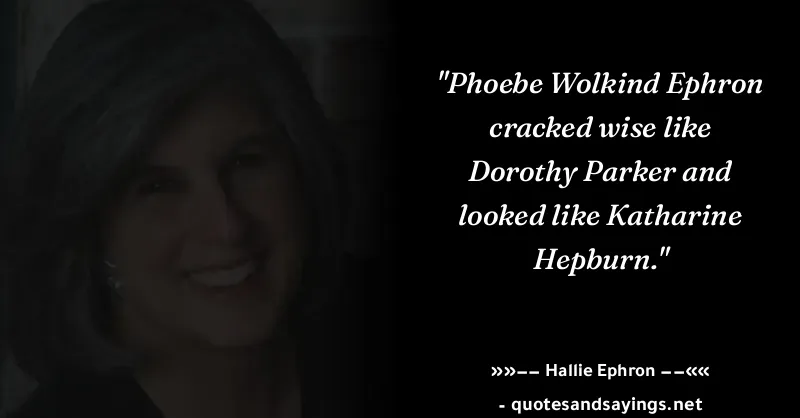 "Phoebe Wolkind Ephron
cracked wise like
Dorothy Parker and
looked like Katharine
Hepburn."
»»−− Hallie Ephron −−««
- quotesandsayings.net